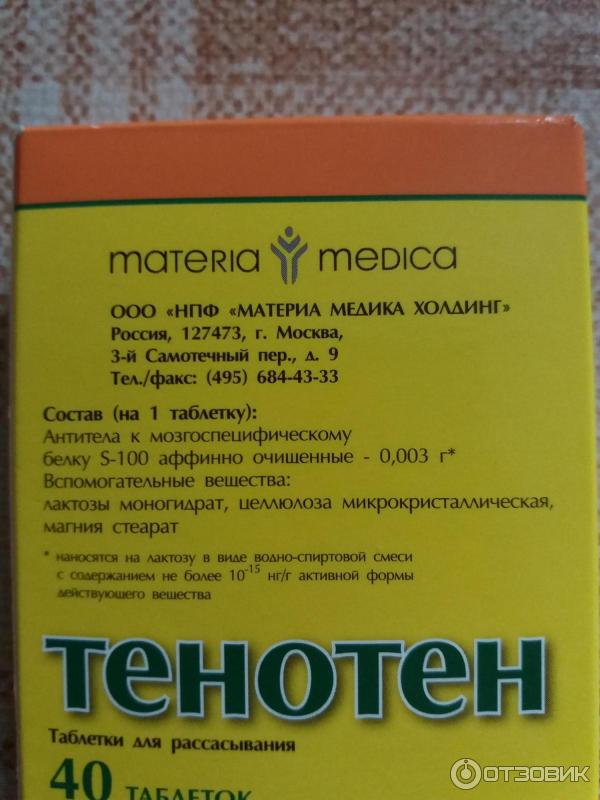 materia medica
ООО «НПФ «МАТЕРИА МЕДИКА ХОЛДИНГ»
Россия, 127473, г. Москва,
3-й Самотечный пер., д. 9
Тел./факс: (495) 684-43-33
Состав (на 1 таблетку):
Антитела к мозгоспецифическому
белку S-100 аффинно очищенные - 0,003 г*
Вспомогательные вещества:
лактозы моногидрат, целлюлоза микрокристаллическая,
магния стеарат
* наносятся на лактозу в виде водно-спиртовой смеси
с содержанием не более 10⁻¹⁵ нг/г активной формы
действующего вещества
ТЕНОТЕН
Таблетки для рассасывания
40 ТАБЛЕТОК
ОТЗОВИК